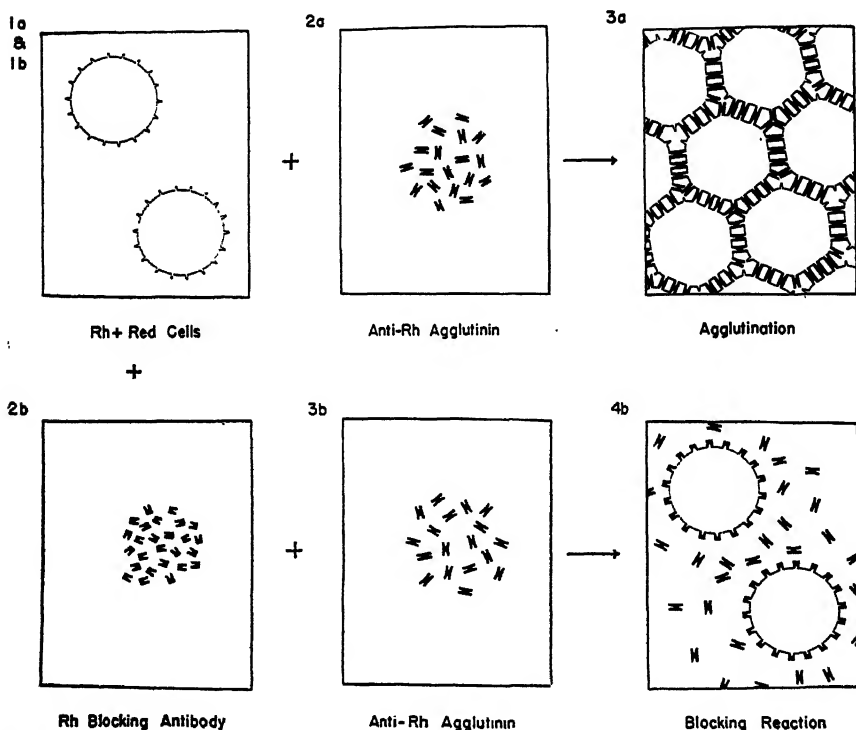 1a
&
1b
2a
3a
+
Rh+ Red Cells
Anti-Rh Agglutinin
Agglutination
+
2b
3b
4b
+
Rh Blocking Antibody
Anti-Rh Agglutinin
Blocking Reaction